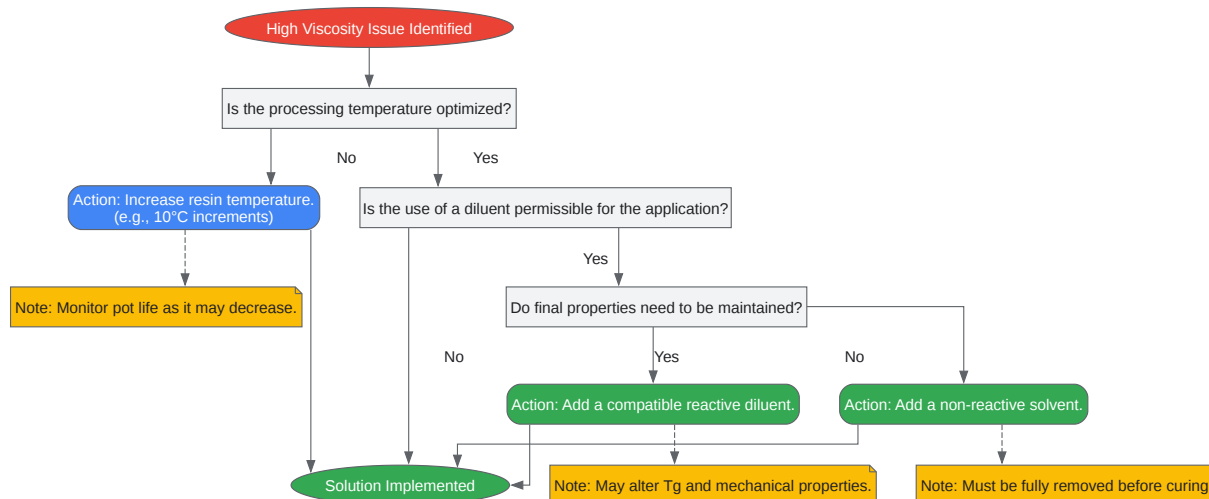 High Viscosity Issue Identified
Is the processing temperature optimized?
No
Yes
Action: Increase resin temperature.
(e.g., 10°C increments)
Is the use of a diluent permissible for the application?
Yes
Note: Monitor pot life as it may decrease.
Do final properties need to be maintained?
No
Yes
No
Action: Add a compatible reactive diluent.
Action: Add a non-reactive solvent.
Solution Implemented
Note: May alter Tg and mechanical properties.
Note: Must be fully removed before curing